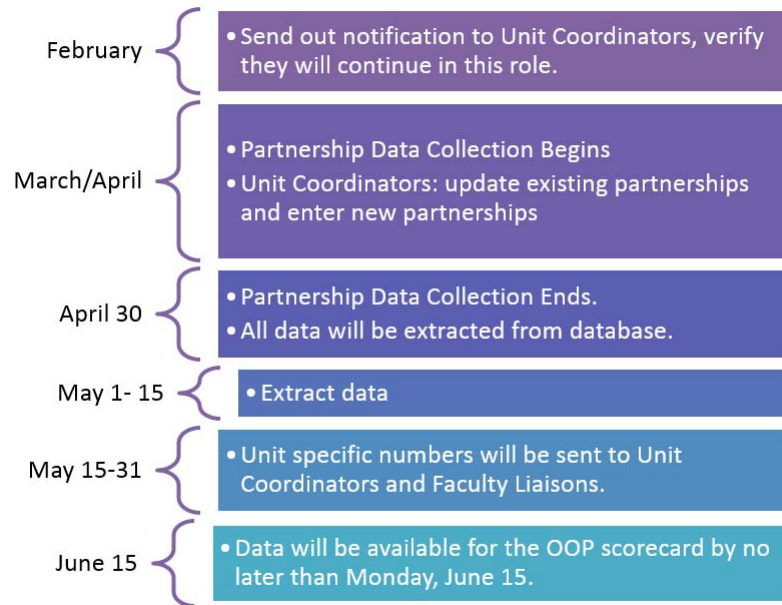 February
• Send out notification to Unit Coordinators, verify
they will continue in this role.
March/April
• Partnership Data Collection Begins
• Unit Coordinators: update existing partnerships
and enter new partnerships
April 30
• Partnership Data Collection Ends.
• All data will be extracted from database.
May 1- 15
• Extract data
May 15-31
• Unit specific numbers will be sent to Unit
Coordinators and Faculty Liaisons.
June 15
• Data will be available for the OOP scorecard by no
later than Monday, June 15.